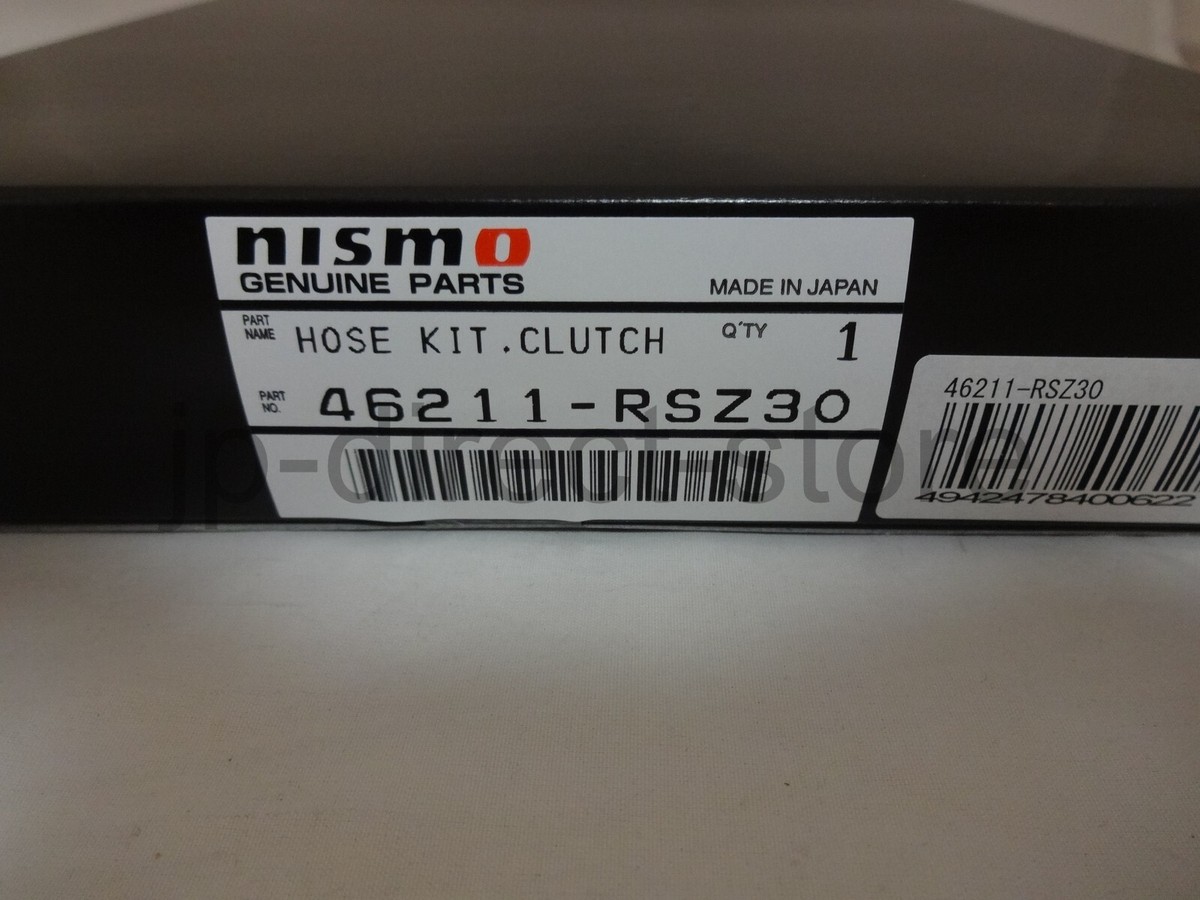 nismo
GENUINE PARTS
MADE IN JAPAN
PART NAME
HOSE KIT.CLUTCH
Q'TY
1
PART NO.
46211-RSZ30
46211-RSZ30
4942478400622
jp-direct-store